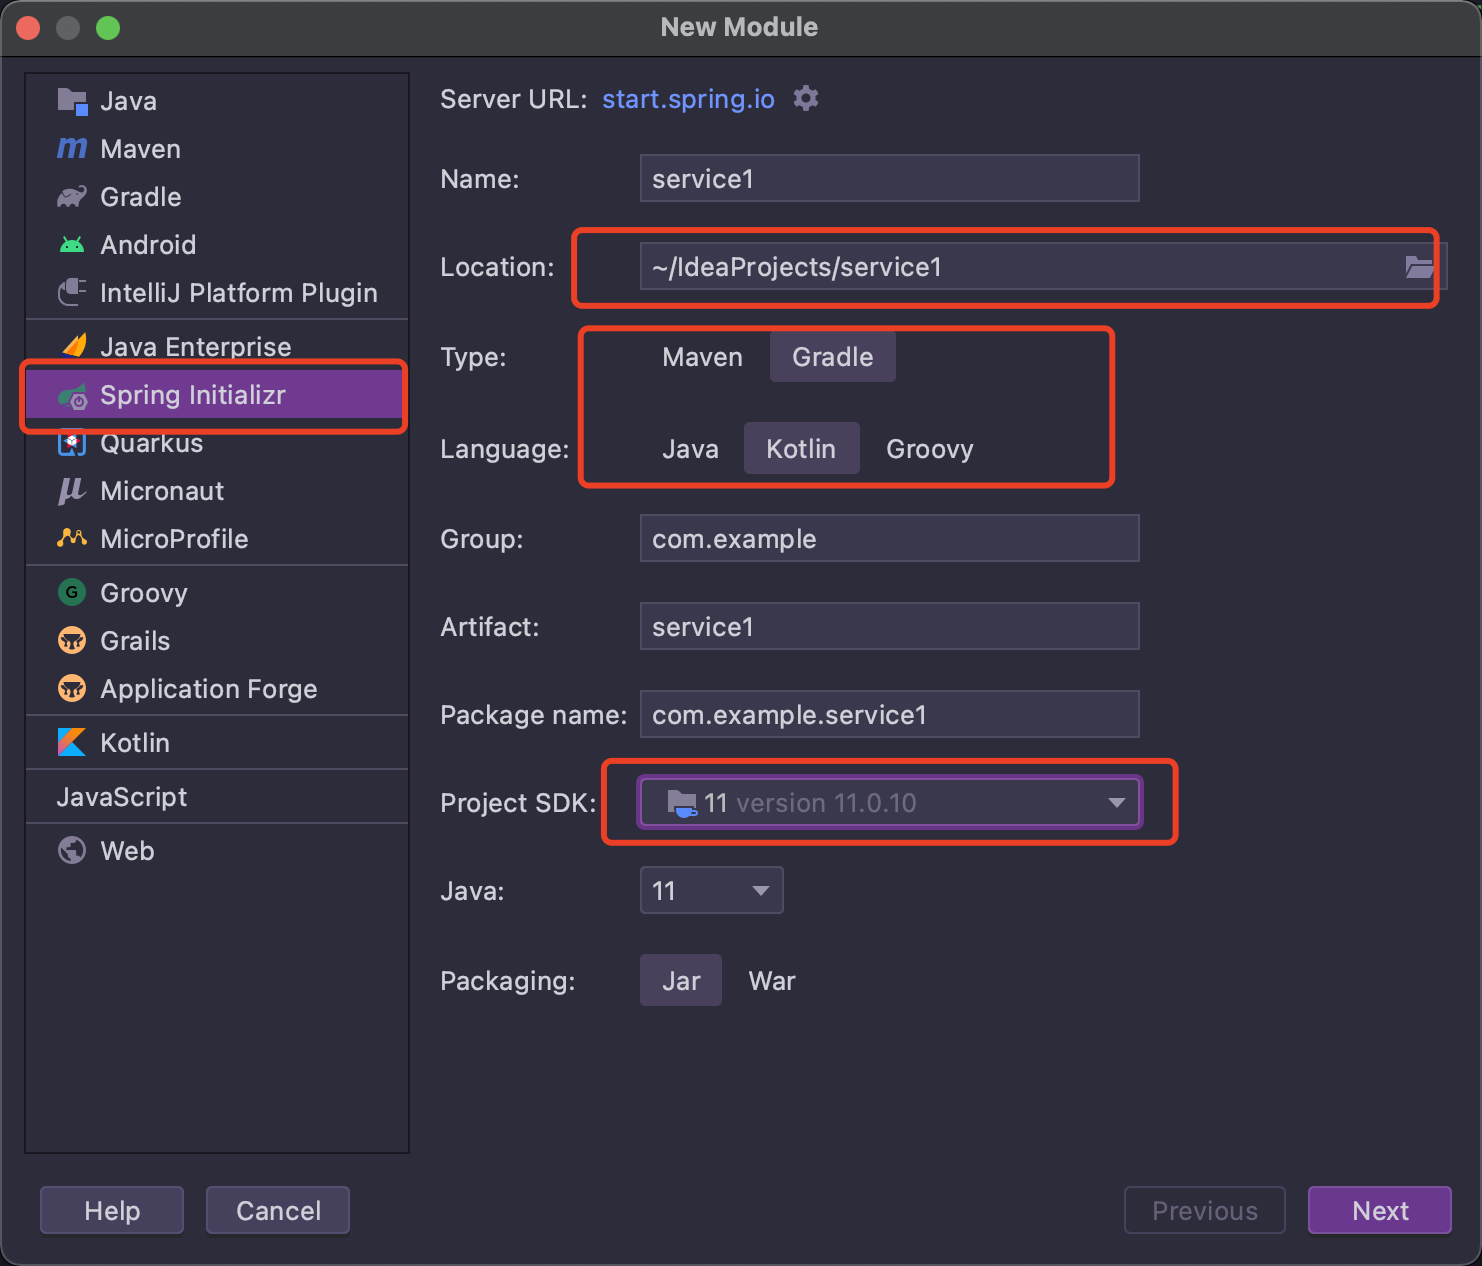 New Module
Java
Maven
Gradle
Android
IntelliJ Platform Plugin
Java Enterprise
Spring Initializr
Quarkus
Micronaut
MicroProfile
Groovy
Grails
Application Forge
Kotlin
JavaScript
Web
Server URL: start.spring.io
Name: service1
Location: ~/IdeaProjects/service1
Type: Maven Gradle
Language: Java Kotlin Groovy
Group: com.example
Artifact: service1
Package name: com.example.service1
Project SDK: 11 version 11.0.10
Java: 11
Packaging: Jar War
Help Cancel Previous Next